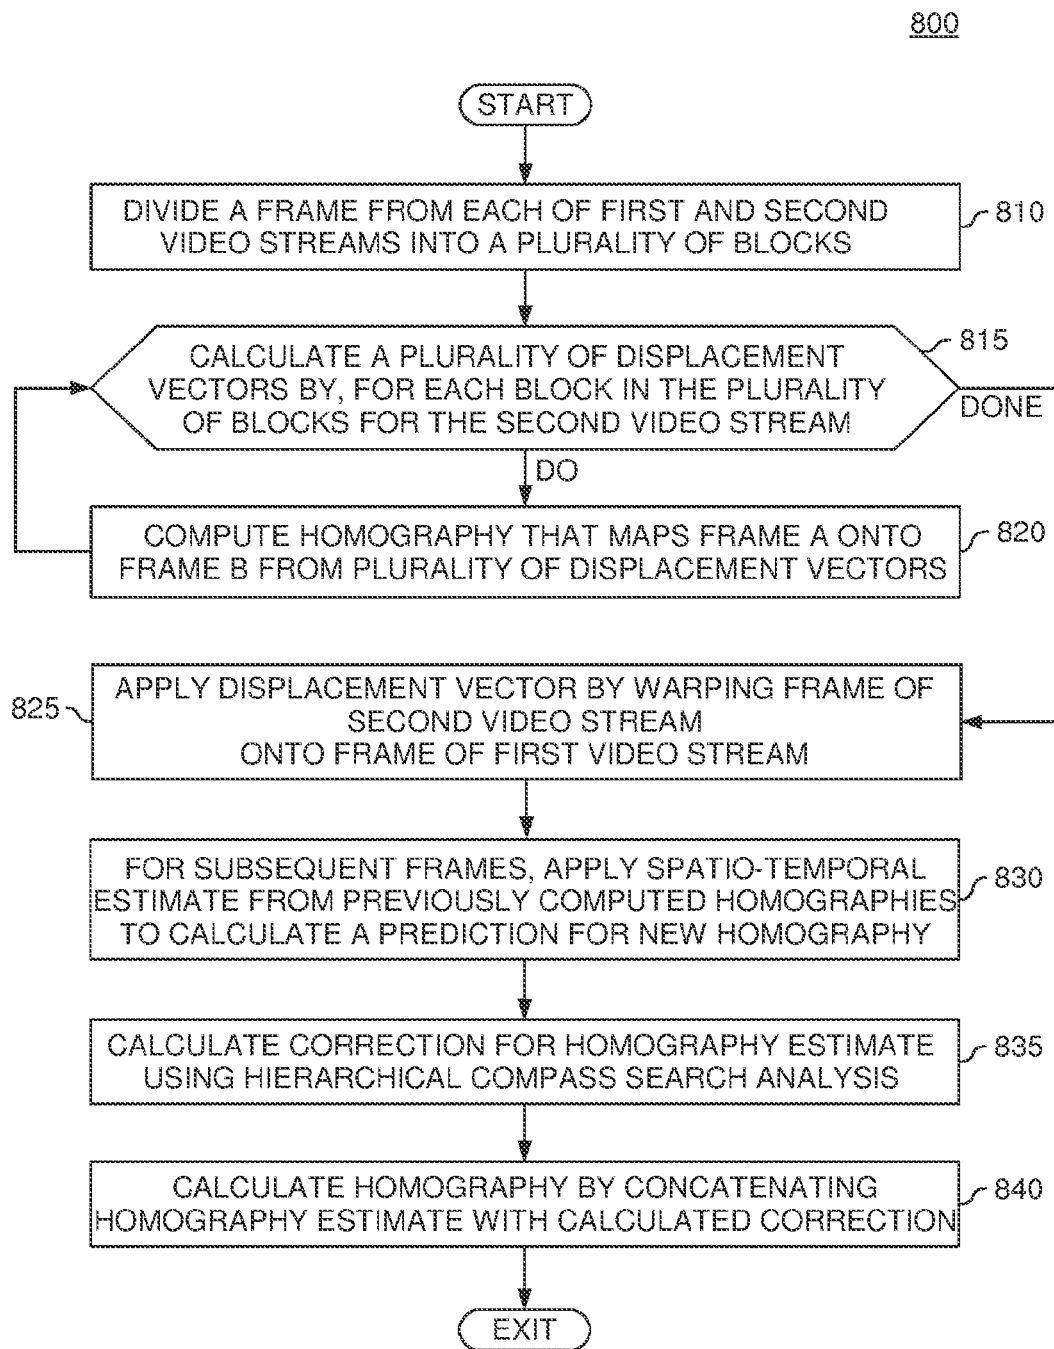 800
START
DIVIDE A FRAME FROM EACH OF FIRST AND SECOND
VIDEO STREAMS INTO A PLURALITY OF BLOCKS
810
CALCULATE A PLURALITY OF DISPLACEMENT
VECTORS BY, FOR EACH BLOCK IN THE PLURALITY
OF BLOCKS FOR THE SECOND VIDEO STREAM
815
DONE
DO
COMPUTE HOMOGRAPHY THAT MAPS FRAME A ONTO
FRAME B FROM PLURALITY OF DISPLACEMENT VECTORS
820
825
APPLY DISPLACEMENT VECTOR BY WARPING FRAME OF
SECOND VIDEO STREAM
ONTO FRAME OF FIRST VIDEO STREAM
FOR SUBSEQUENT FRAMES, APPLY SPATIO-TEMPORAL
ESTIMATE FROM PREVIOUSLY COMPUTED HOMOGRAPHIES
TO CALCULATE A PREDICTION FOR NEW HOMOGRAPHY
830
CALCULATE CORRECTION FOR HOMOGRAPHY ESTIMATE
USING HIERARCHICAL COMPASS SEARCH ANALYSIS
835
CALCULATE HOMOGRAPHY BY CONCATENATING
HOMOGRAPHY ESTIMATE WITH CALCULATED CORRECTION
840
EXIT